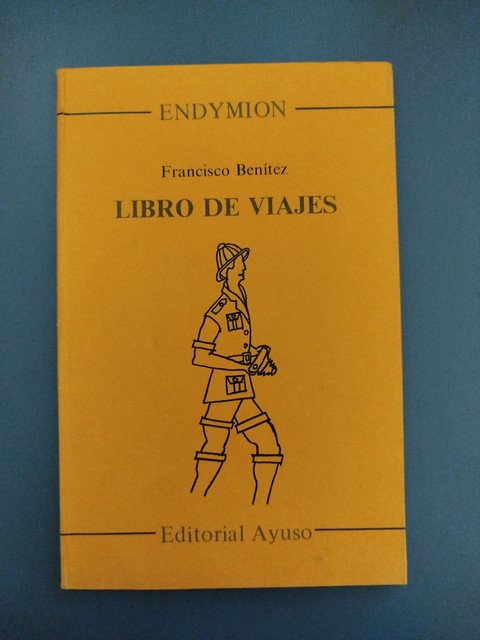 ENDYMION
Francisco Benítez
LIBRO DE VIAJES
Editorial Ayuso